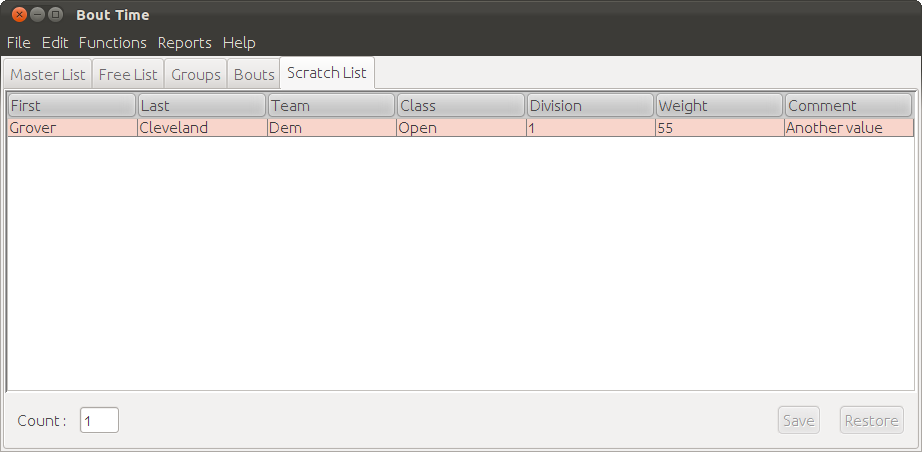 Bout Time
File Edit Functions Reports Help
Master List Free List Groups Bouts Scratch List
First Last Team Class Division Weight Comment
Grover Cleveland Dem Open 1 55 Another value
Count : 1 Save Restore